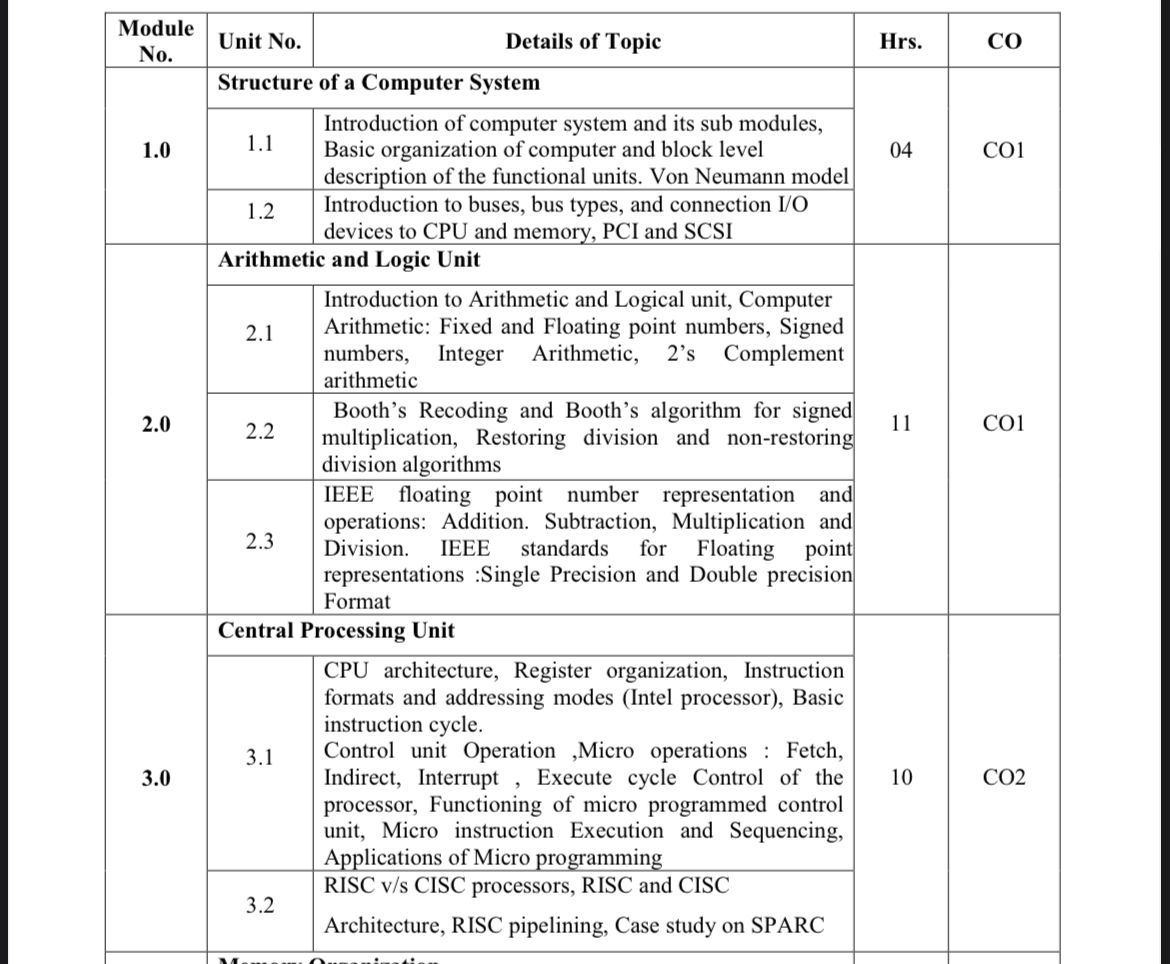 Module No.
Unit No.
Details of Topic
Hrs.
CO
1.0
Structure of a Computer System
04
CO1
1.1
Introduction of computer system and its sub modules,
Basic organization of computer and block level
description of the functional units. Von Neumann model
1.2
Introduction to buses, bus types, and connection I/O
devices to CPU and memory, PCI and SCSI
2.0
Arithmetic and Logic Unit
11
CO1
2.1
Introduction to Arithmetic and Logical unit, Computer
Arithmetic: Fixed and Floating point numbers, Signed
numbers, Integer Arithmetic, 2’s Complement
arithmetic
2.2
Booth’s Recoding and Booth’s algorithm for signed
multiplication, Restoring division and non-restoring
division algorithms
2.3
IEEE floating point number representation and
operations: Addition. Subtraction, Multiplication and
Division. IEEE standards for Floating point
representations :Single Precision and Double precision
Format
3.0
Central Processing Unit
10
CO2
3.1
CPU architecture, Register organization, Instruction
formats and addressing modes (Intel processor), Basic
instruction cycle.
Control unit Operation ,Micro operations : Fetch,
Indirect, Interrupt , Execute cycle Control of the
processor, Functioning of micro programmed control
unit, Micro instruction Execution and Sequencing,
Applications of Micro programming
3.2
RISC v/s CISC processors, RISC and CISC
Architecture, RISC pipelining, Case study on SPARC